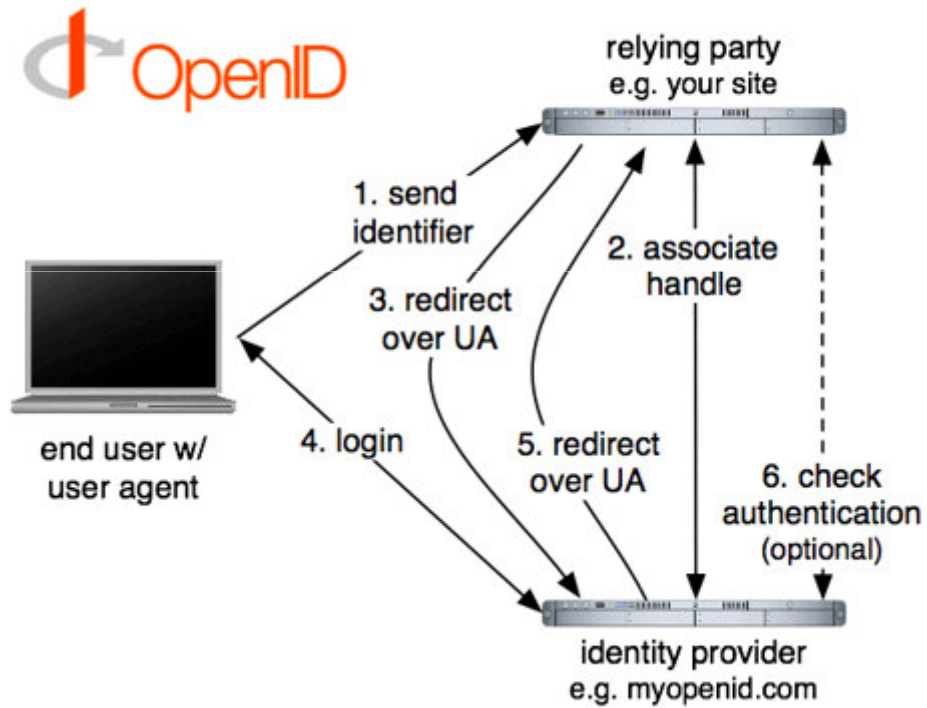 OpenID
relying party
e.g. your site
1. send
identifier
2. associate
handle
3. redirect
over UA
4. login
5. redirect
over UA
end user w/
user agent
6. check
authentication
(optional)
identity provider
e.g. myopenid.com